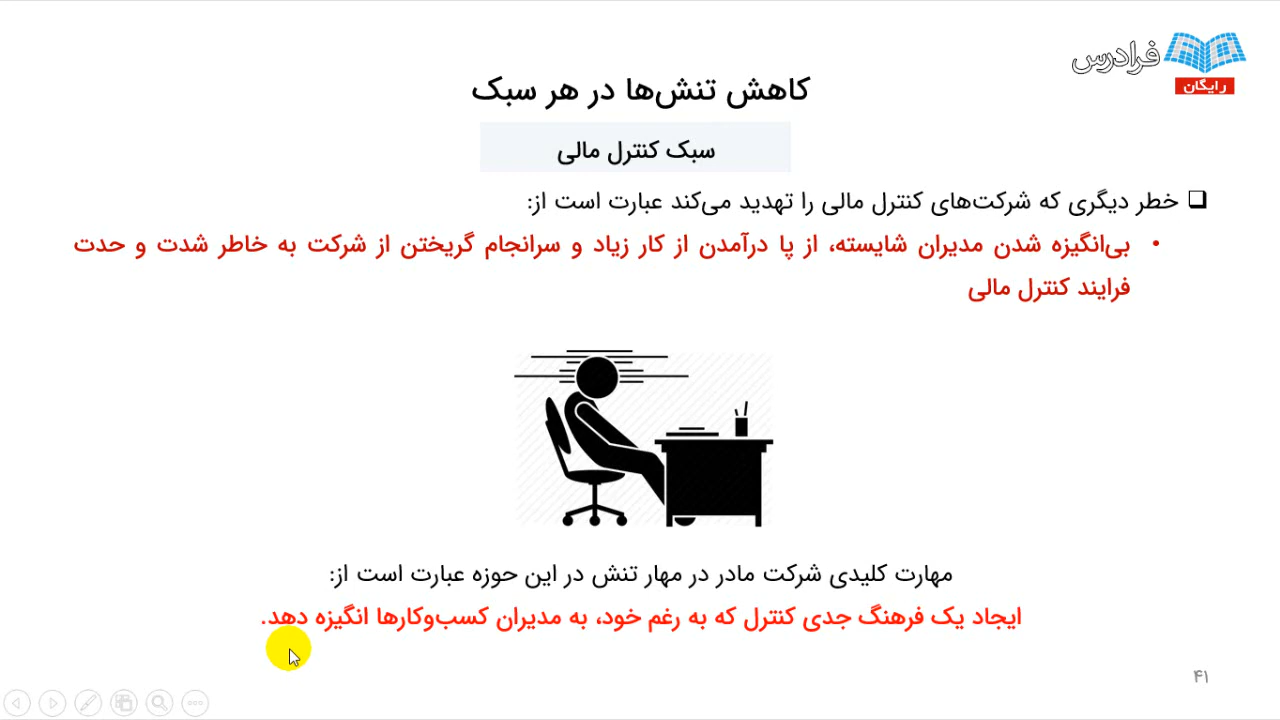 فرادرس
رایگان
کاهش تنش‌ها در هر سبک
سبک کنترل مالی
خطر دیگری که شرکت‌های کنترل مالی را تهدید می‌کند عبارت است از:
• بی‌انگیزه شدن مدیران شایسته، از پا درآمدن از کار زیاد و سرانجام گریختن از شرکت به خاطر شدت و حدت
فرایند کنترل مالی
مهارت کلیدی شرکت مادر در مهار تنش در این حوزه عبارت است از:
ایجاد یک فرهنگ جدی کنترل که به رغم خود، به مدیران کسب‌وکارها انگیزه دهد.
۴۱